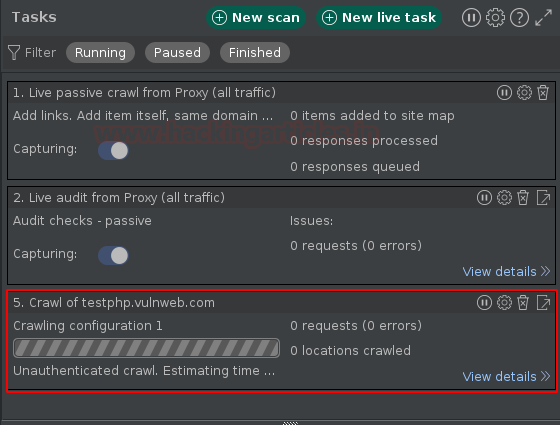 Tasks
New scan
New live task
Filter
Running
Paused
Finished
1. Live passive crawl from Proxy (all traffic)
Add links. Add item itself, same domain ...
0 items added to site map
0 responses processed
Capturing:
0 responses queued
2. Live audit from Proxy (all traffic)
Audit checks - passive
Issues:
Capturing:
0 requests (0 errors)
View details
5. Crawl of testphp.vulnweb.com
Crawling configuration 1
0 requests (0 errors)
0 locations crawled
Unauthenticated crawl. Estimating time ...
View details